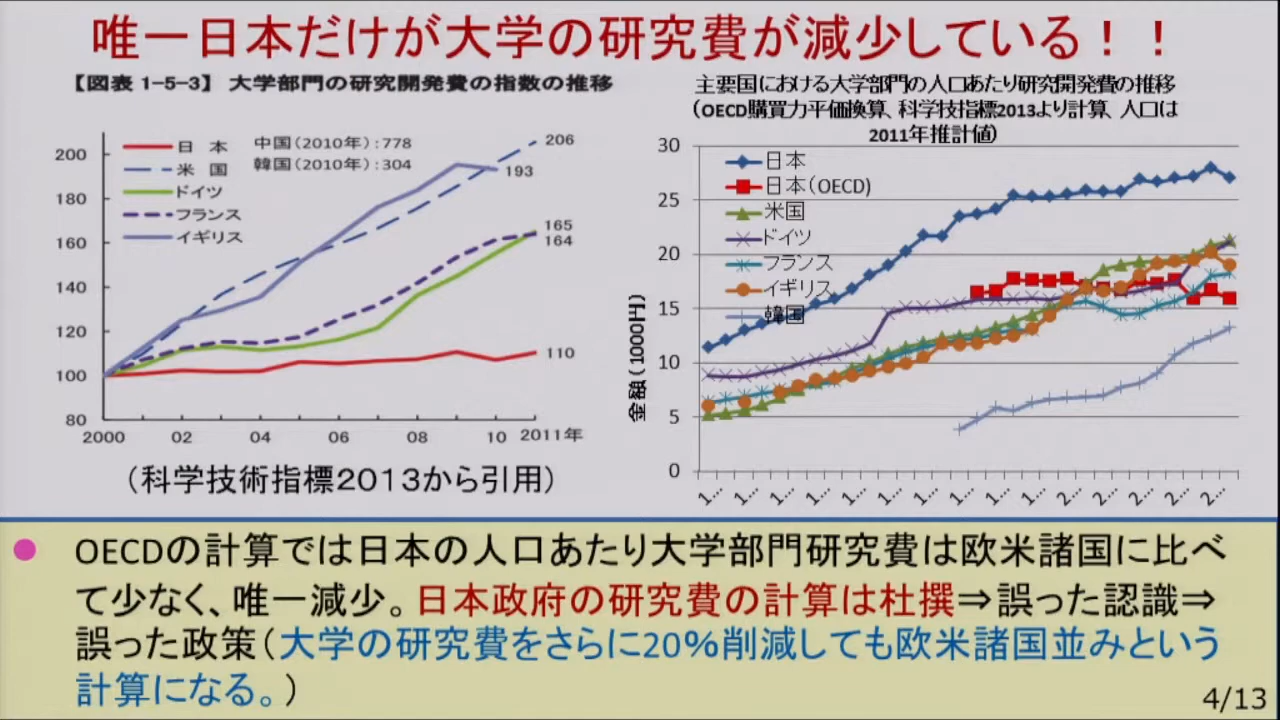 唯一日本だけが大学の研究費が減少している！！
【図表 1-5-3】 大学部門の研究開発費の指数の推移
200
180
160
140
120
100
80
日 本
米 国
ドイツ
フランス
イギリス
中国（2010年）:778
韓国（2010年）:304
206
193
165
164
110
2000
02
04
06
08
10
2011年
（科学技術指標2013から引用）
主要国における大学部門の人口あたり研究開発費の推移
（OECD購買力平価換算、科学技指標2013より計算、人口は
2011年推計値）
金額（1000円）
30
25
20
15
10
5
0
日本
日本（OECD）
米国
ドイツ
フランス
イギリス
韓国
1…
1…
1…
1…
1…
1…
1…
1…
1…
1…
2…
2…
2…
2…
2…
OECDの計算では日本の人口あたり大学部門研究費は欧米諸国に比べ
て少なく、唯一減少。日本政府の研究費の計算は杜撰⇒誤った認識⇒
誤った政策（大学の研究費をさらに20%削減しても欧米諸国並みという
計算になる。）
4/13